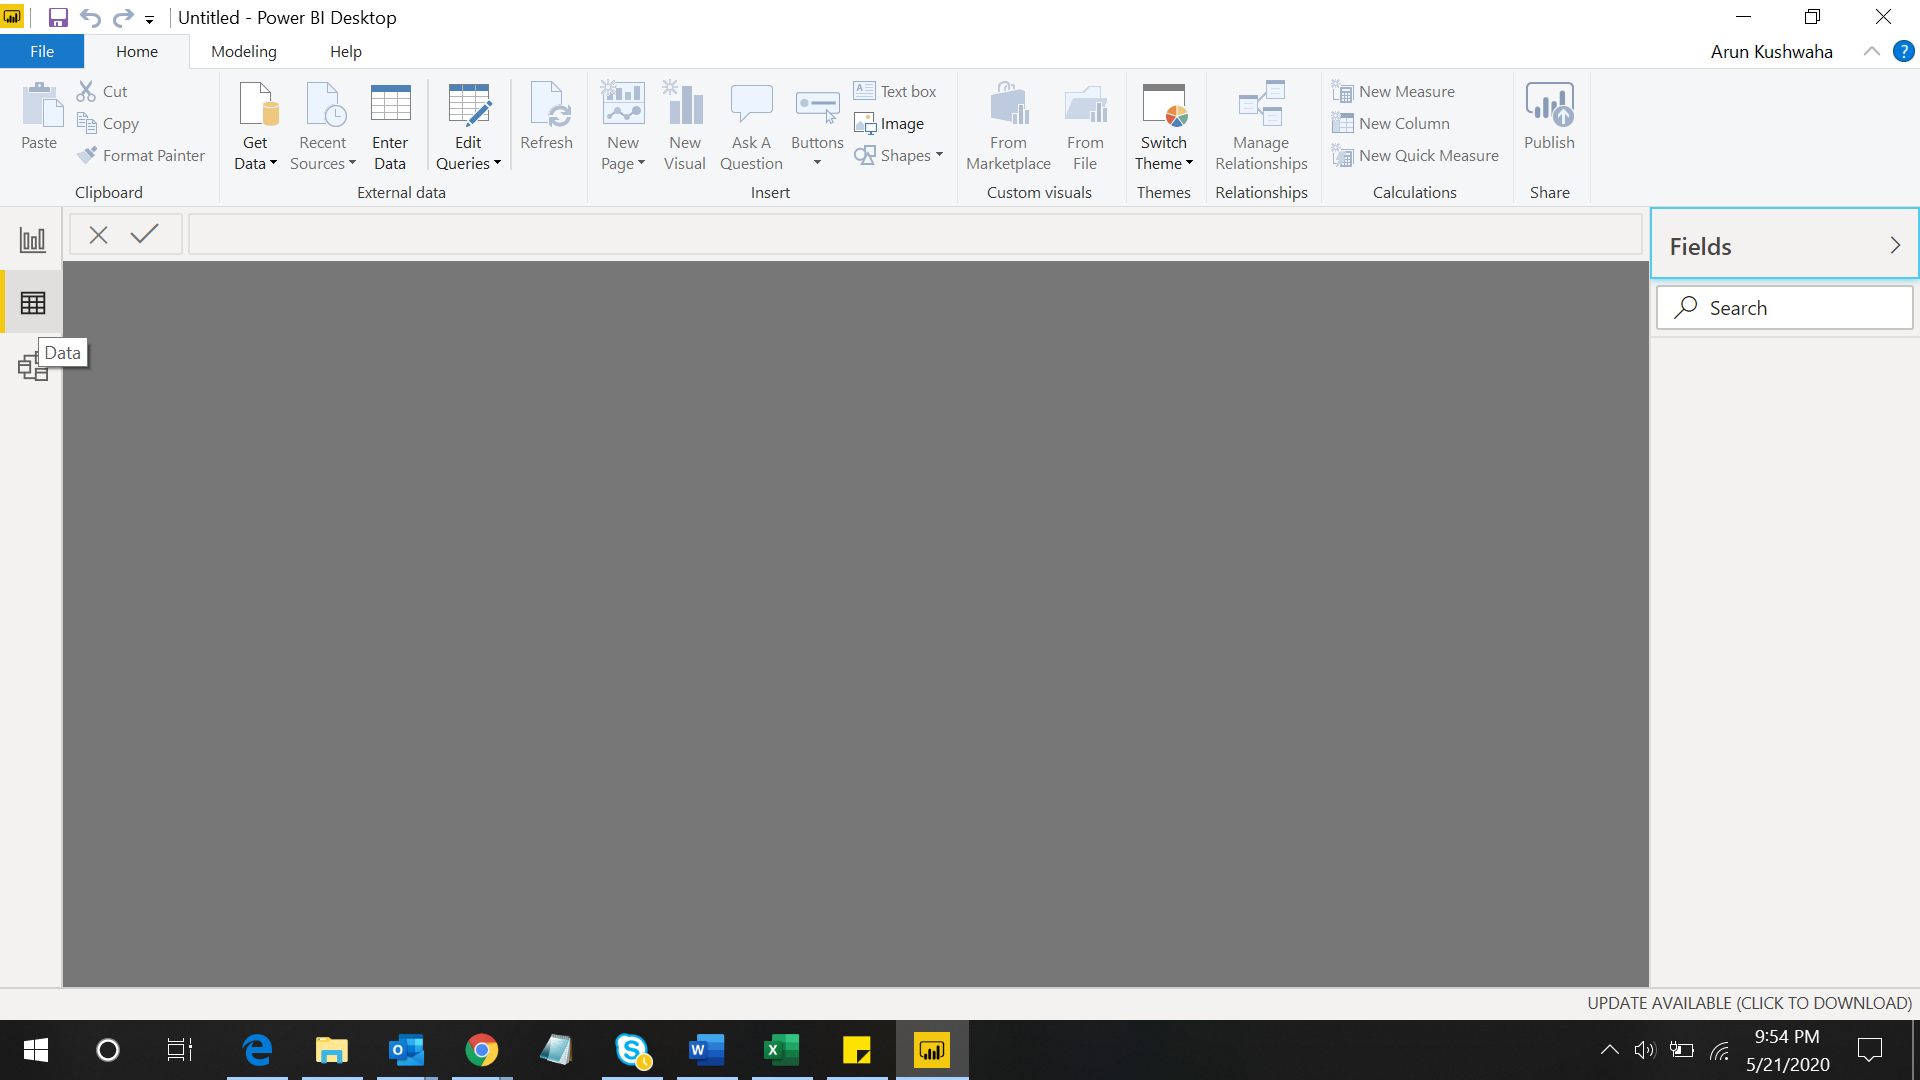 Untitled - Power BI Desktop
File Home Modeling Help
Arun Kushwaha
?
Paste
Cut
Copy
Format Painter
Clipboard
Get Data
Recent Sources
Enter Data
Edit Queries
Refresh
External data
New Page
New Visual
Ask A Question
Buttons
Text box
Image
Shapes
Insert
From Marketplace
From File
Custom visuals
Switch Theme
Themes
Manage Relationships
Relationships
New Measure
New Column
New Quick Measure
Calculations
Publish
Share
Fields
Search
Data
UPDATE AVAILABLE (CLICK TO DOWNLOAD)
9:54 PM
5/21/2020